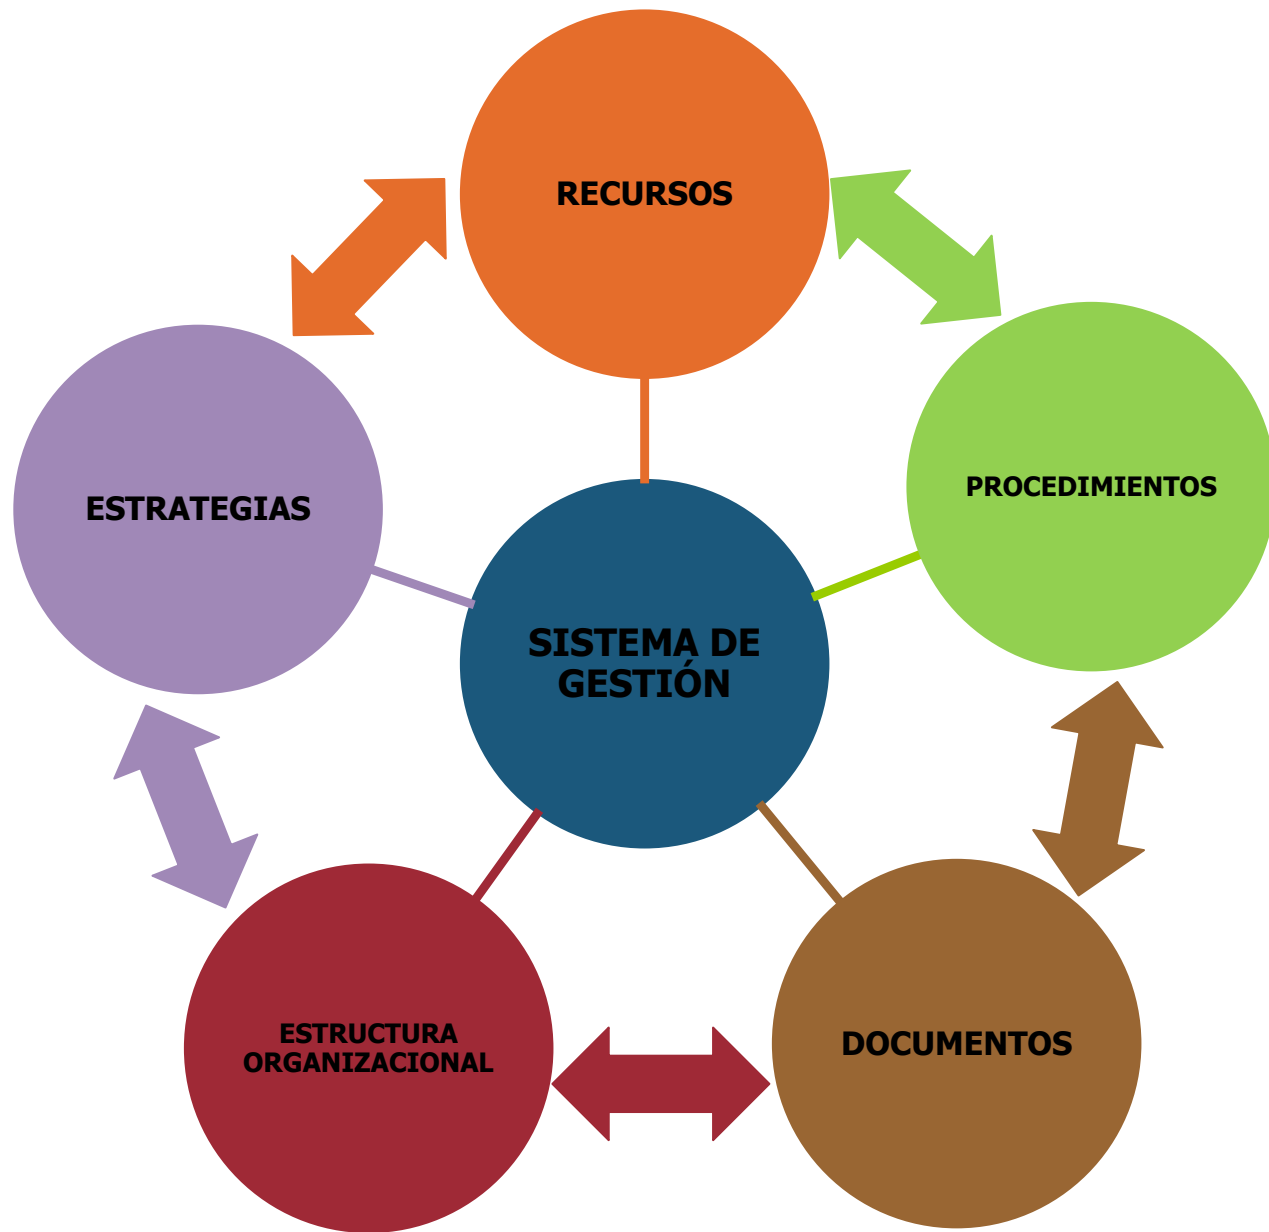 RECURSOS
PROCEDIMIENTOS
ESTRATEGIAS
SISTEMA DE
GESTIÓN
ESTRUCTURA
ORGANIZACIONAL
DOCUMENTOS